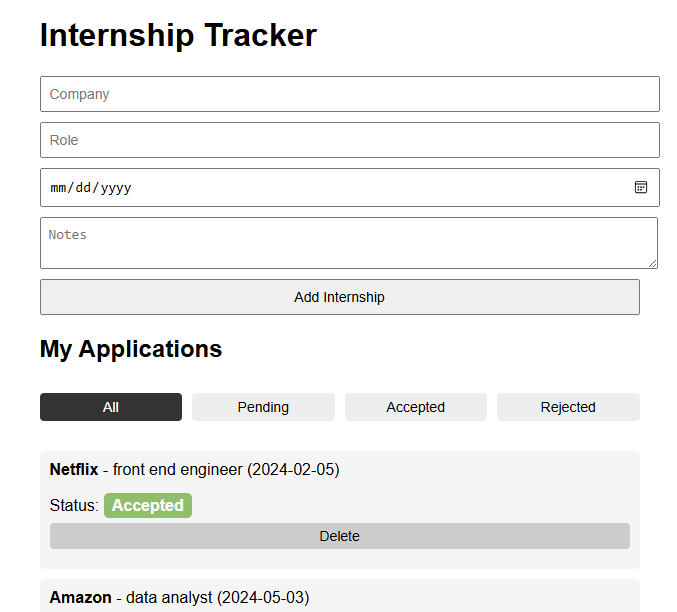 Internship Tracker
Company
Role
mm/dd/yyyy
Notes
Add Internship
My Applications
All Pending Accepted Rejected
Netflix - front end engineer (2024-02-05)
Status: Accepted
Delete
Amazon - data analyst (2024-05-03)